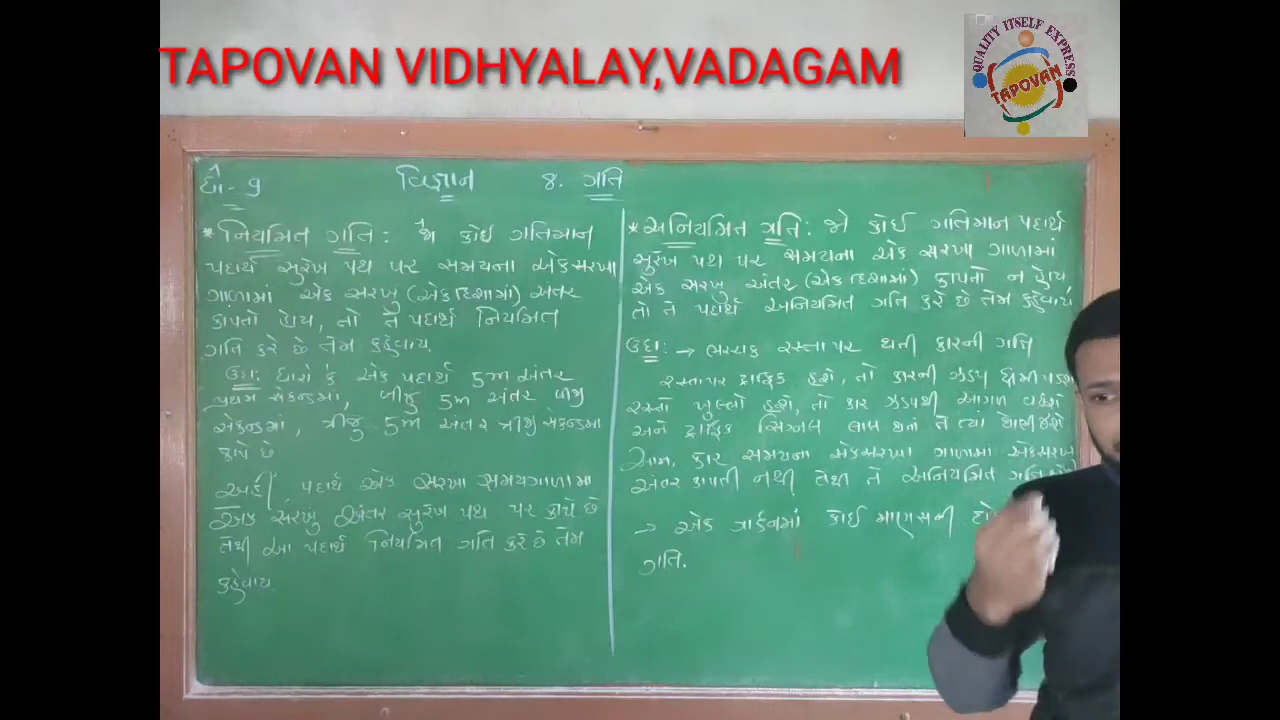 TAPOVAN VIDHYALAY,VADAGAM
QUALITY ITSELF EXPRESS
TAPOVAN
ધો - 9 વિજ્ઞાન 8. ગતિ
* નિયમિત ગતિ : જો કોઈ ગતિમાન
પદાર્થ સુરેખ પથ પર સમયના એકસરખા
ગાળામાં એક સરખુ (એક દિશામાં) અંતર
કાપતો હોય, તો તે પદાર્થ નિયમિત
ગતિ કરે છે તેમ કહેવાય.
ઉદા: ધારો કે એક પદાર્થ 5m અંતર
પ્રથમ સેકન્ડમાં, બીજુ 5m અંતર બીજી
સેકન્ડમાં, ત્રીજુ 5m અંતર ત્રીજી સેકન્ડમાં
કાપે છે
અહીં, પદાર્થ એક સરખા સમયગાળામાં
એક સરખુ અંતર સુરેખ પથ પર કાપે છે
તેથી આ પદાર્થ નિયમિત ગતિ કરે છે તેમ
કહેવાય
* અનિયમિત ગતિ : જો કોઈ ગતિમાન પદાર્થ
સુરેખ પથ પર સમયના એક સરખા ગાળામાં
એક સરખુ અંતર (એક દિશામાં) કાપતો ન હોય
તો તે પદાર્થ અનિયમિત ગતિ કરે છે તેમ કહેવાય
ઉદા: → ભરચક રસ્તા પર થતી કારની ગતિ
રસ્તા પર ટ્રાફિક હશે, તો કારની ઝડપ ધીમી પડશે
રસ્તો ખુલ્લો હશે, તો કાર ઝડપથી આગળ વધશે
અને ટ્રાફિક સિગ્નલ લાલ થતાં તે ત્યાં થોભી જશે
આમ, કાર સમયના એકસરખા ગાળામાં એકસરખુ
અંતર કાપતી નથી તેથી તે અનિયમિત ગતિ
→ એક ગાર્ડનમાં કોઈ માણસની
ગતિ.